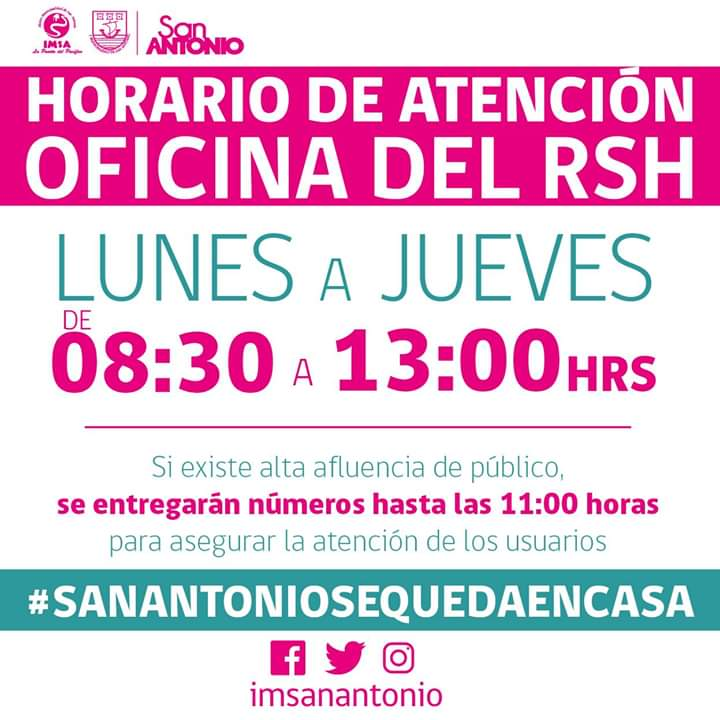 IMSA
La Puerta del Pacífico
San
ANTONIO
HORARIO DE ATENCIÓN
OFICINA DEL RSH
LUNES A JUEVES
DE
08:30 A 13:00 HRS
Si existe alta afluencia de público,
se entregarán números hasta las 11:00 horas
para asegurar la atención de los usuarios
#SANANTONIOSEQUEDAENCASA
imsanantonio